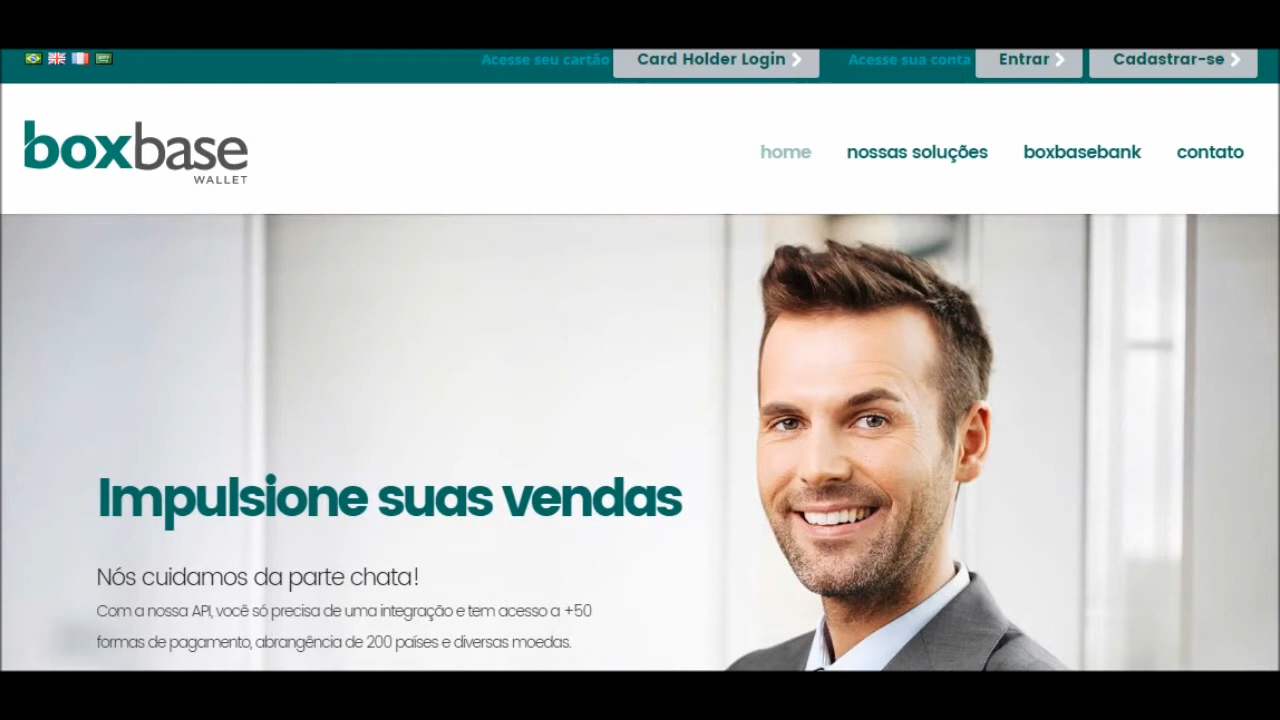 Acesse seu cartão Card Holder Login Acesse sua conta Entrar Cadastrar-se
boxbase
WALLET
home nossas soluções boxbasebank contato
Impulsione suas vendas
Nós cuidamos da parte chata!
Com a nossa API, você só precisa de uma integração e tem acesso a +50
formas de pagamento, abrangência de 200 países e diversas moedas.